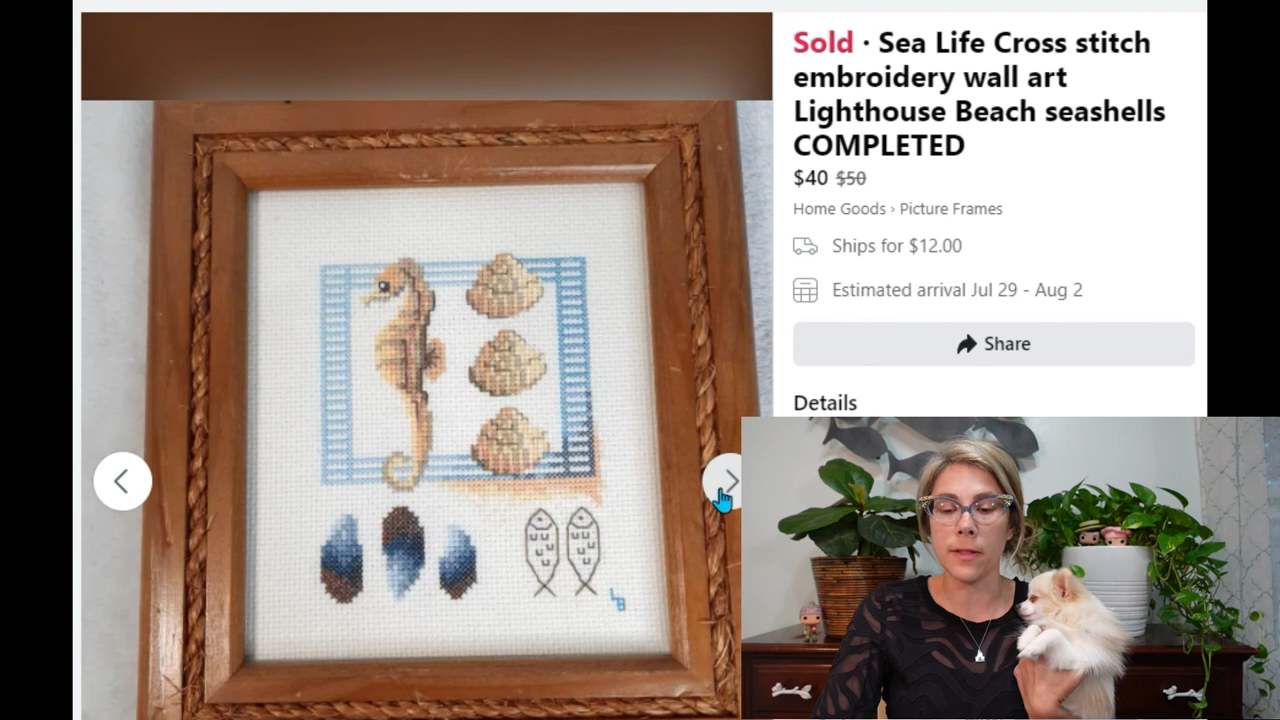 Sold · Sea Life Cross stitch
embroidery wall art
Lighthouse Beach seashells
COMPLETED
$40 $50
Home Goods › Picture Frames
Ships for $12.00
Estimated arrival Jul 29 - Aug 2
Share
Details
LB